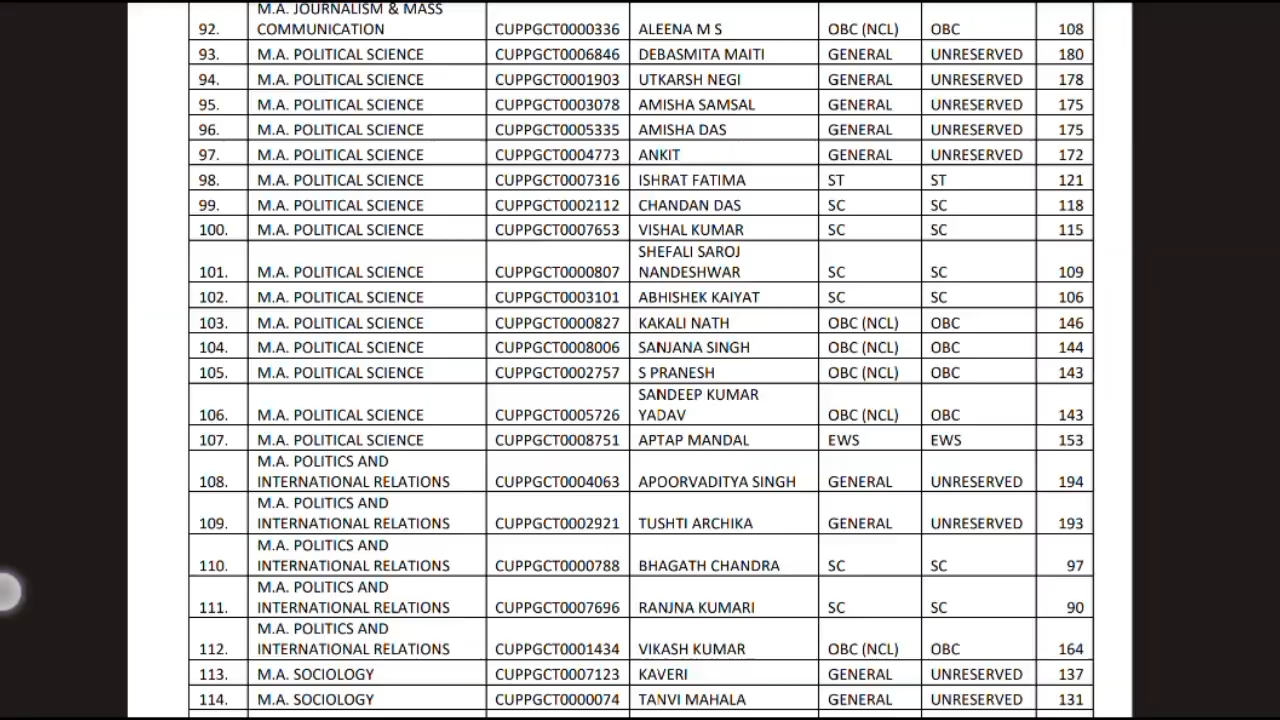 M.A. JOURNALISM & MASS
92. COMMUNICATION CUPPGCT0000336 ALEENA M S OBC (NCL) OBC 108
93. M.A. POLITICAL SCIENCE CUPPGCT0006846 DEBASMITA MAITI GENERAL UNRESERVED 180
94. M.A. POLITICAL SCIENCE CUPPGCT0001903 UTKARSH NEGI GENERAL UNRESERVED 178
95. M.A. POLITICAL SCIENCE CUPPGCT0003078 AMISHA SAMSAL GENERAL UNRESERVED 175
96. M.A. POLITICAL SCIENCE CUPPGCT0005335 AMISHA DAS GENERAL UNRESERVED 175
97. M.A. POLITICAL SCIENCE CUPPGCT0004773 ANKIT GENERAL UNRESERVED 172
98. M.A. POLITICAL SCIENCE CUPPGCT0007316 ISHRAT FATIMA ST ST 121
99. M.A. POLITICAL SCIENCE CUPPGCT0002112 CHANDAN DAS SC SC 118
100. M.A. POLITICAL SCIENCE CUPPGCT0007653 VISHAL KUMAR SC SC 115
SHEFALI SAROJ
101. M.A. POLITICAL SCIENCE CUPPGCT0000807 NANDESHWAR SC SC 109
102. M.A. POLITICAL SCIENCE CUPPGCT0003101 ABHISHEK KAIYAT SC SC 106
103. M.A. POLITICAL SCIENCE CUPPGCT0000827 KAKALI NATH OBC (NCL) OBC 146
104. M.A. POLITICAL SCIENCE CUPPGCT0008006 SANJANA SINGH OBC (NCL) OBC 144
105. M.A. POLITICAL SCIENCE CUPPGCT0002757 S PRANESH OBC (NCL) OBC 143
SANDEEP KUMAR
106. M.A. POLITICAL SCIENCE CUPPGCT0005726 YADAV OBC (NCL) OBC 143
107. M.A. POLITICAL SCIENCE CUPPGCT0008751 APTAP MANDAL EWS EWS 153
M.A. POLITICS AND
108. INTERNATIONAL RELATIONS CUPPGCT0004063 APOORVADITYA SINGH GENERAL UNRESERVED 194
M.A. POLITICS AND
109. INTERNATIONAL RELATIONS CUPPGCT0002921 TUSHTI ARCHIKA GENERAL UNRESERVED 193
M.A. POLITICS AND
110. INTERNATIONAL RELATIONS CUPPGCT0000788 BHAGATH CHANDRA SC SC 97
M.A. POLITICS AND
111. INTERNATIONAL RELATIONS CUPPGCT0007696 RANJNA KUMARI SC SC 90
M.A. POLITICS AND
112. INTERNATIONAL RELATIONS CUPPGCT0001434 VIKASH KUMAR OBC (NCL) OBC 164
113. M.A. SOCIOLOGY CUPPGCT0007123 KAVERI GENERAL UNRESERVED 137
114. M.A. SOCIOLOGY CUPPGCT0000074 TANVI MAHALA GENERAL UNRESERVED 131